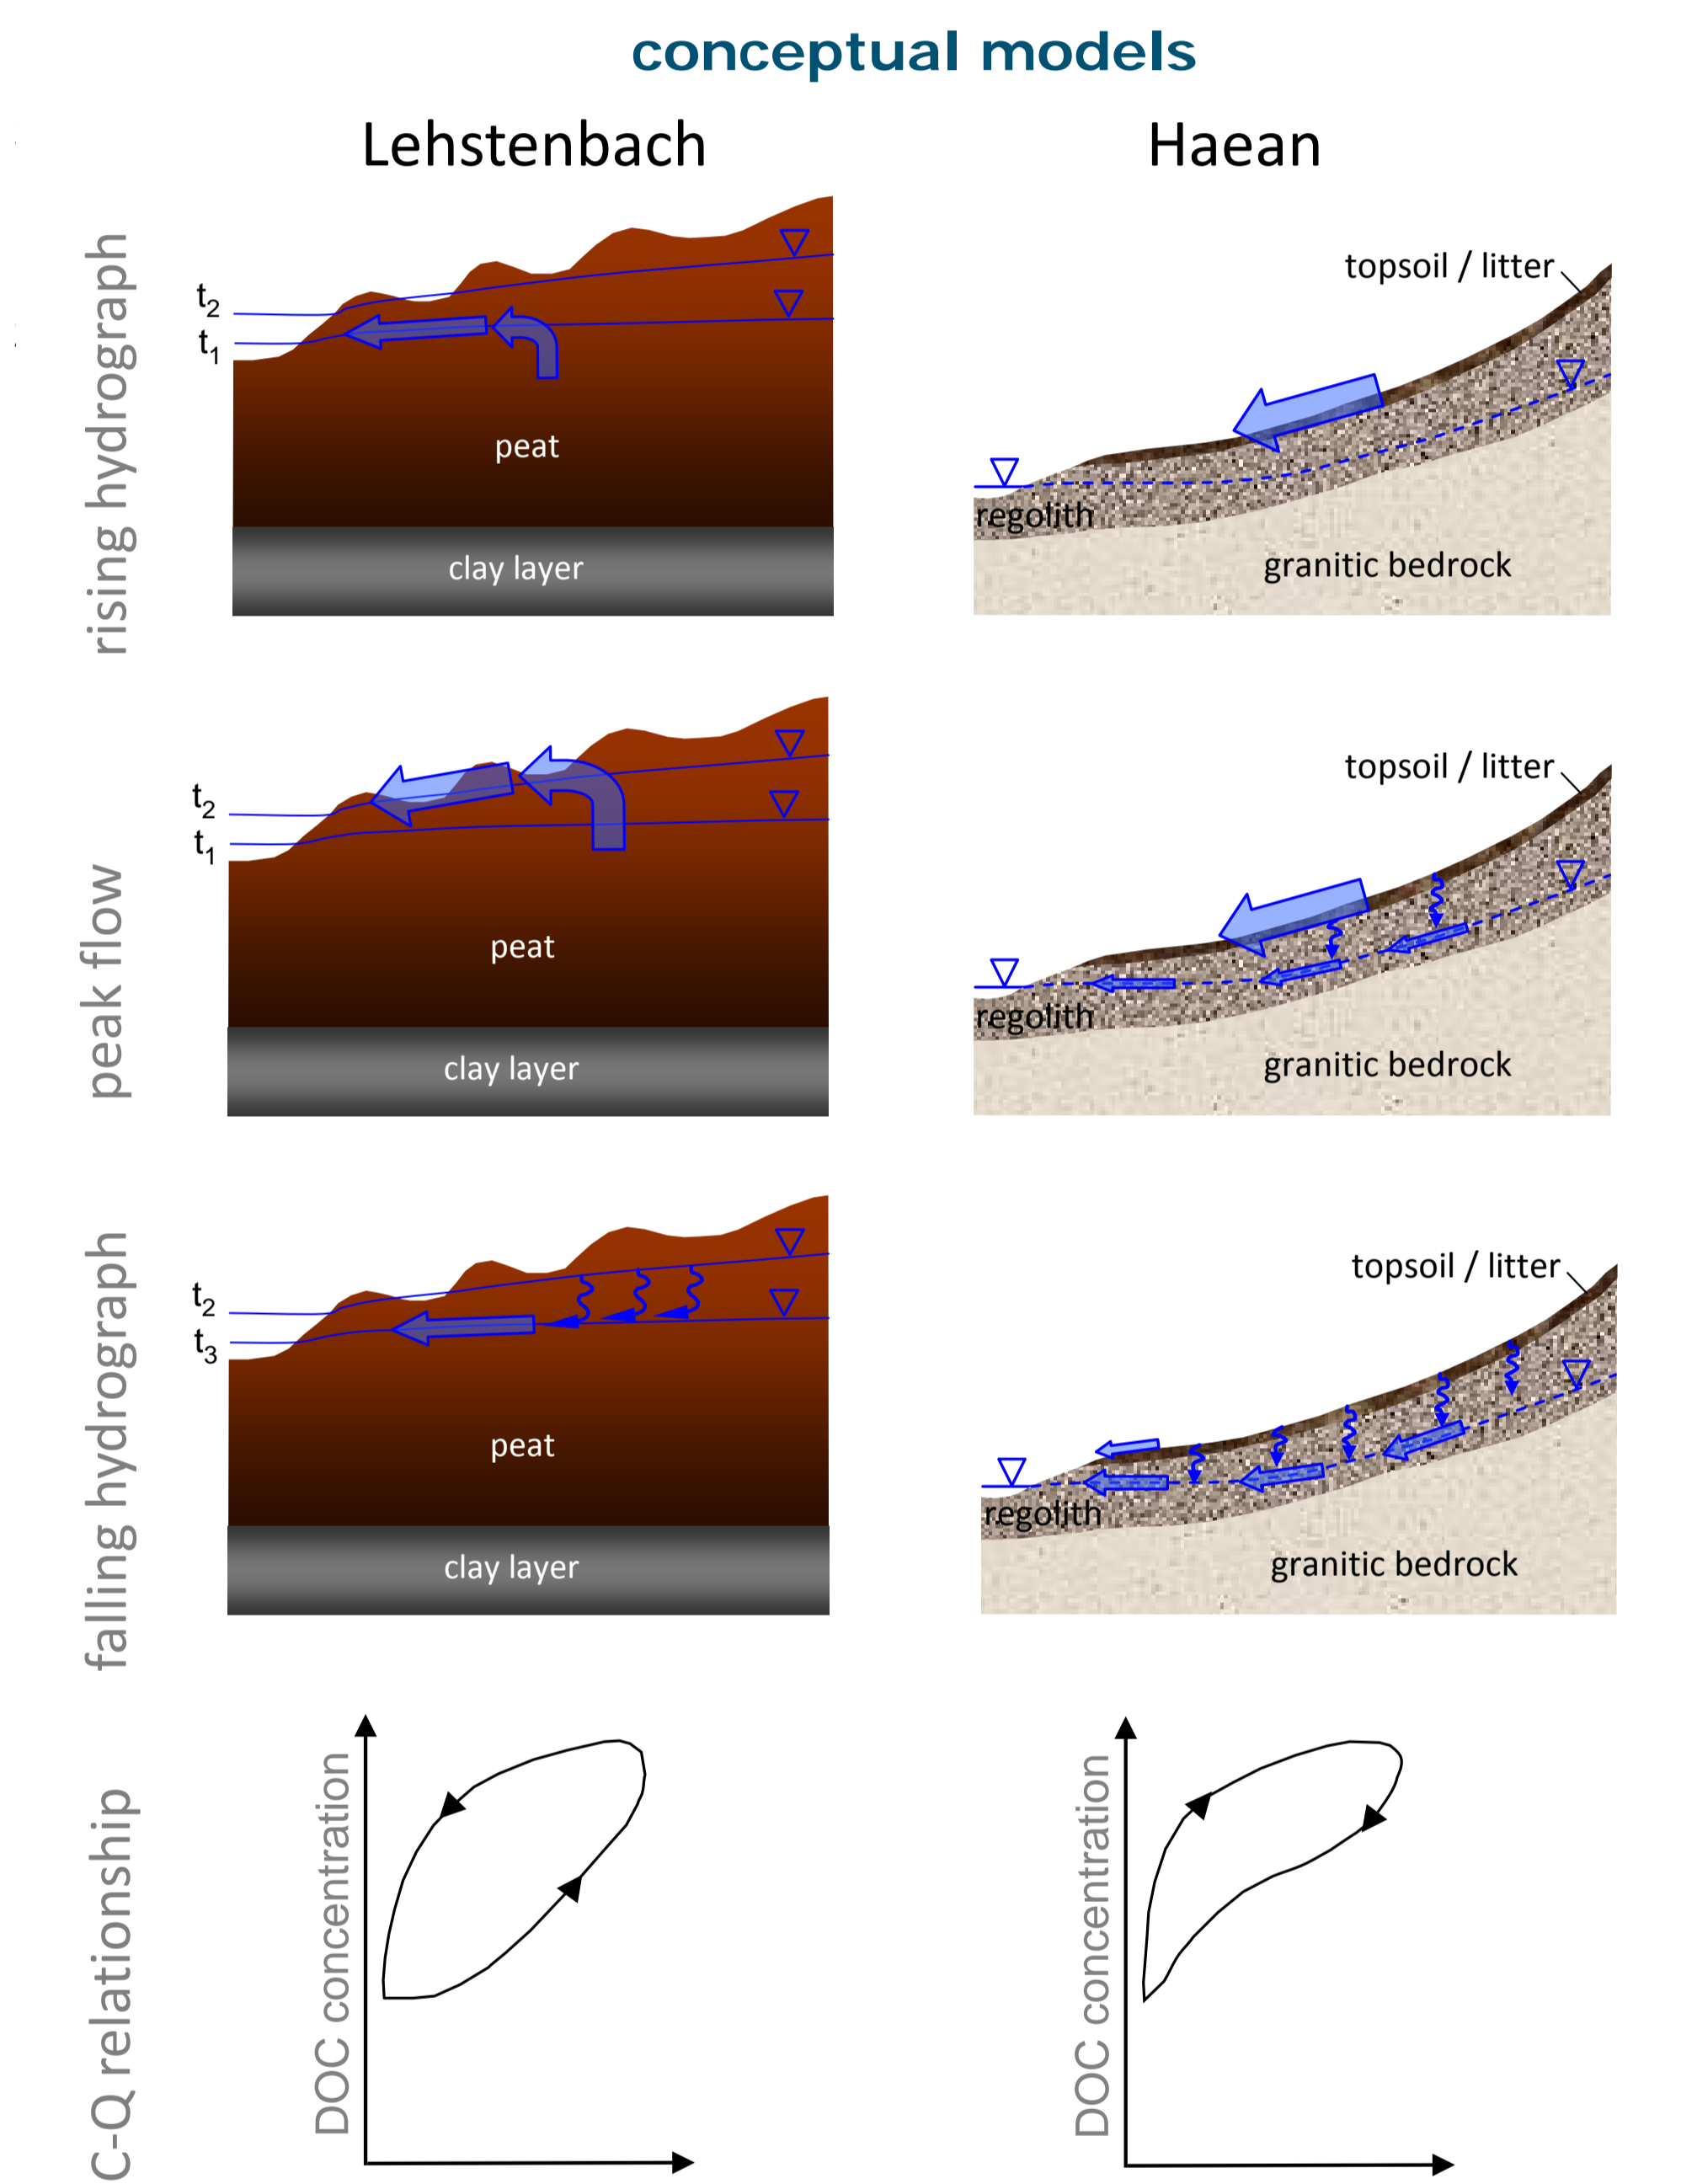 conceptual models
Lehstenbach
Haean
rising hydrograph
t2
t1
peat
clay layer
topsoil / litter
regolith
granitic bedrock
peak flow
t2
t1
peat
clay layer
topsoil / litter
regolith
granitic bedrock
falling hydrograph
t2
t3
peat
clay layer
topsoil / litter
regolith
granitic bedrock
C-Q relationship
DOC concentration
DOC concentration